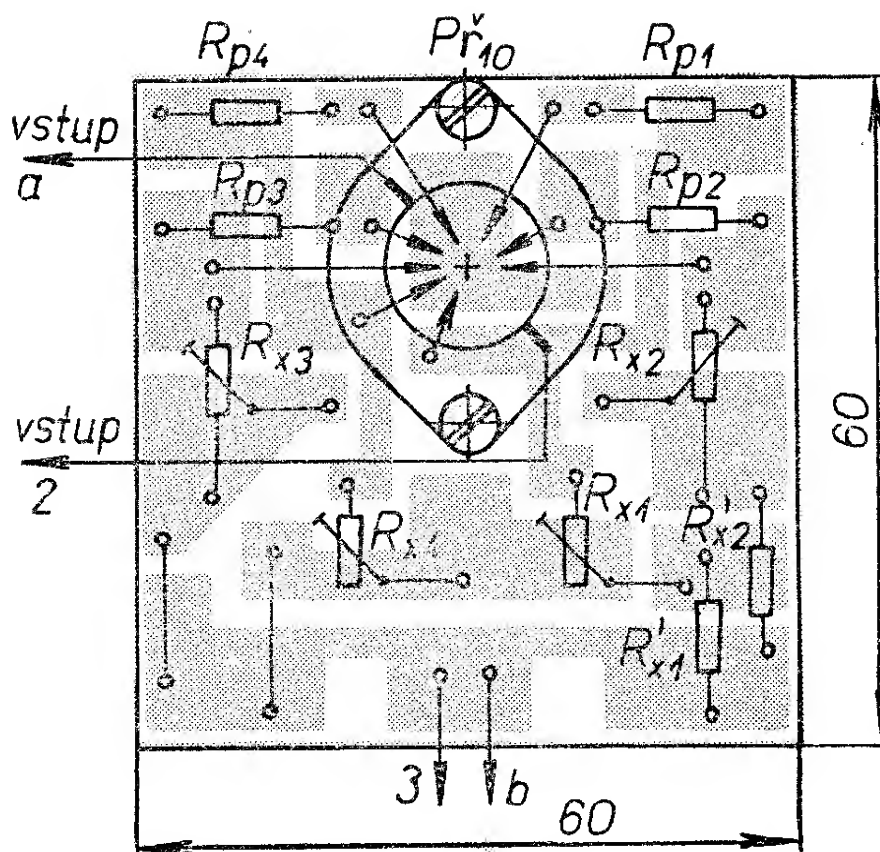 Rp4 Př10 Rp1
vstup
a
Rp3 Rp2
Rx3 Rx2
vstup
2
Rx4 Rx1 R'x2
R'x1
3 b
60
60